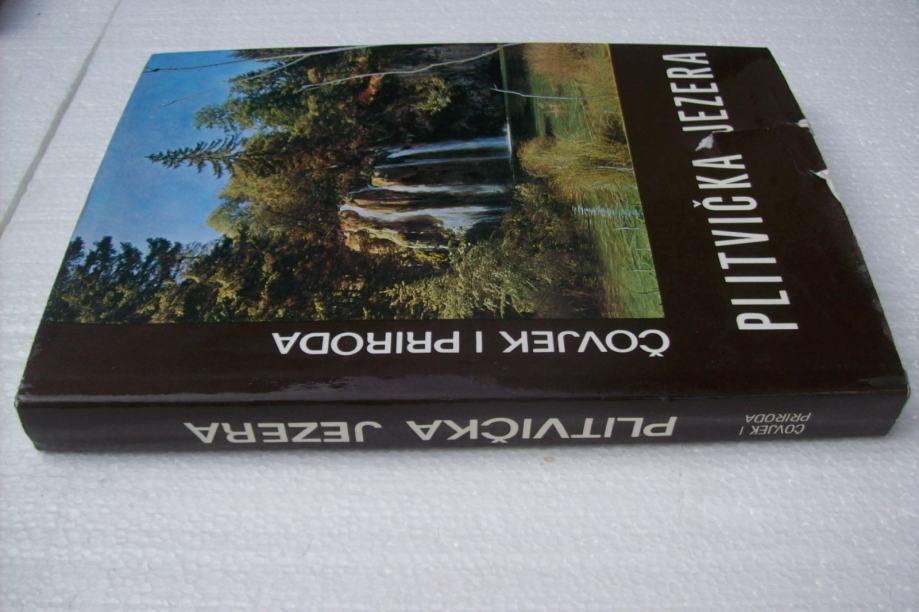 PLITVIČKA JEZERA
ČOVJEK I PRIRODA
PLITVIČKA JEZERA
ČOVJEK I
PRIRODA